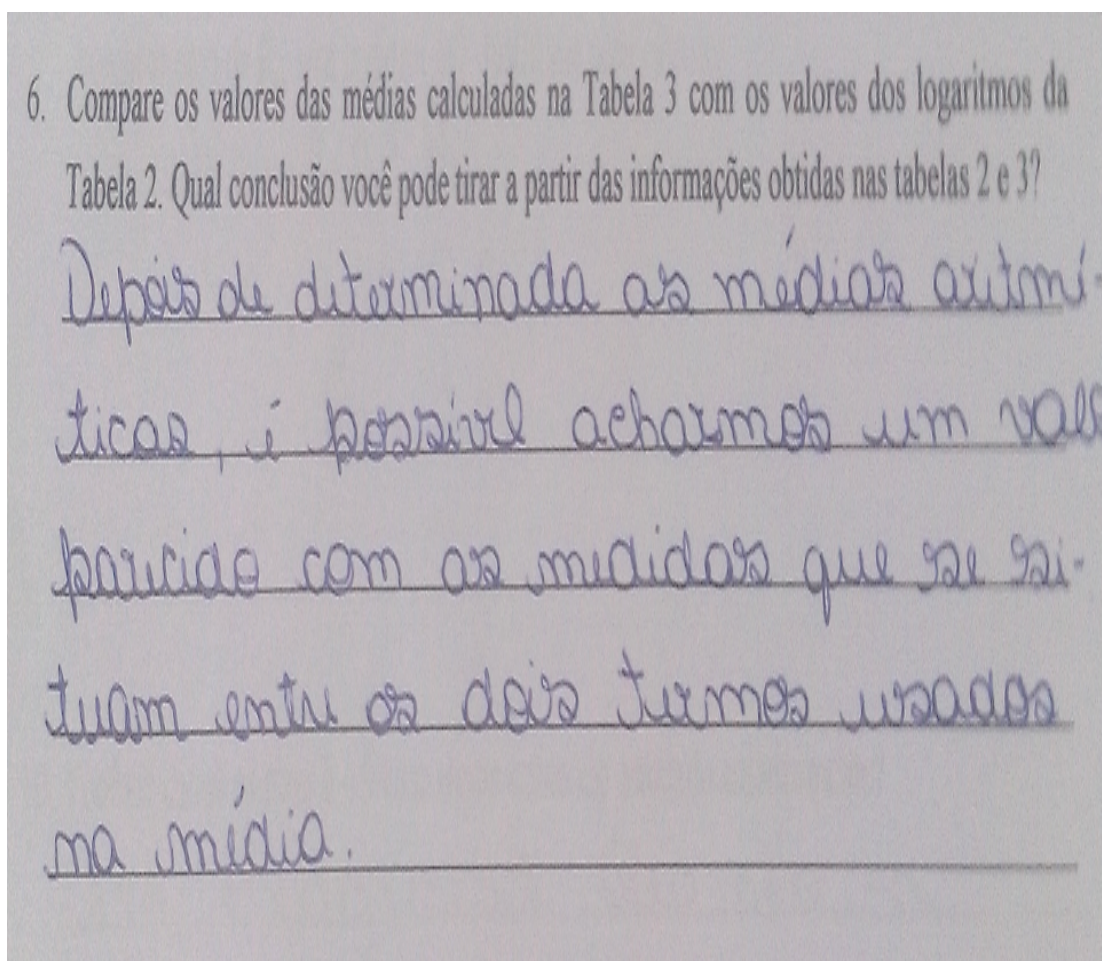 6. Compare os valores das médias calculadas na Tabela 3 com os valores dos logaritmos da
Tabela 2. Qual conclusão você pode tirar a partir das informações obtidas nas tabelas 2 e 3?
Depois de determinada as médias aritmé-
ticas, é possível acharmos um valo
parecido com as medidas que se si-
tuam entre os dois termos usados
na média.